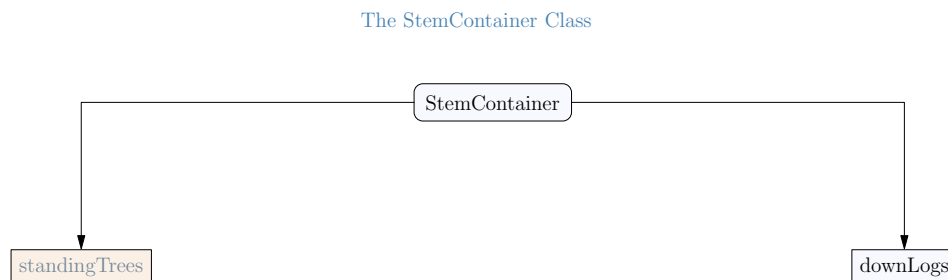 The StemContainer Class
StemContainer
standingTrees
downLogs